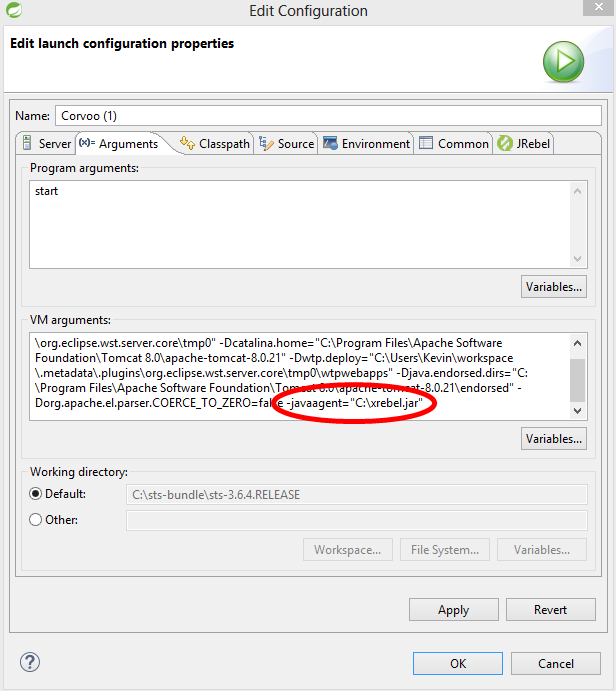 Edit Configuration
Edit launch configuration properties
Name: Corvoo (1)
Server (x)= Arguments Classpath Source Environment Common JRebel
Program arguments:
start
Variables...
VM arguments:
\org.eclipse.wst.server.core\tmp0" -Dcatalina.home="C:\Program Files\Apache Software
Foundation\Tomcat 8.0\apache-tomcat-8.0.21" -Dwtp.deploy="C:\Users\Kevin\workspace
\.metadata\.plugins\org.eclipse.wst.server.core\tmp0\wtpwebapps" -Djava.endorsed.dirs="C:
\Program Files\Apache Software Foundation\Tomcat 8.0\apache-tomcat-8.0.21\endorsed" -
Dorg.apache.el.parser.COERCE_TO_ZERO=false -javaagent="C:\xrebel.jar"
Variables...
Working directory:
Default: C:\sts-bundle\sts-3.6.4.RELEASE
Other:
Workspace... File System... Variables...
Apply Revert
? OK Cancel